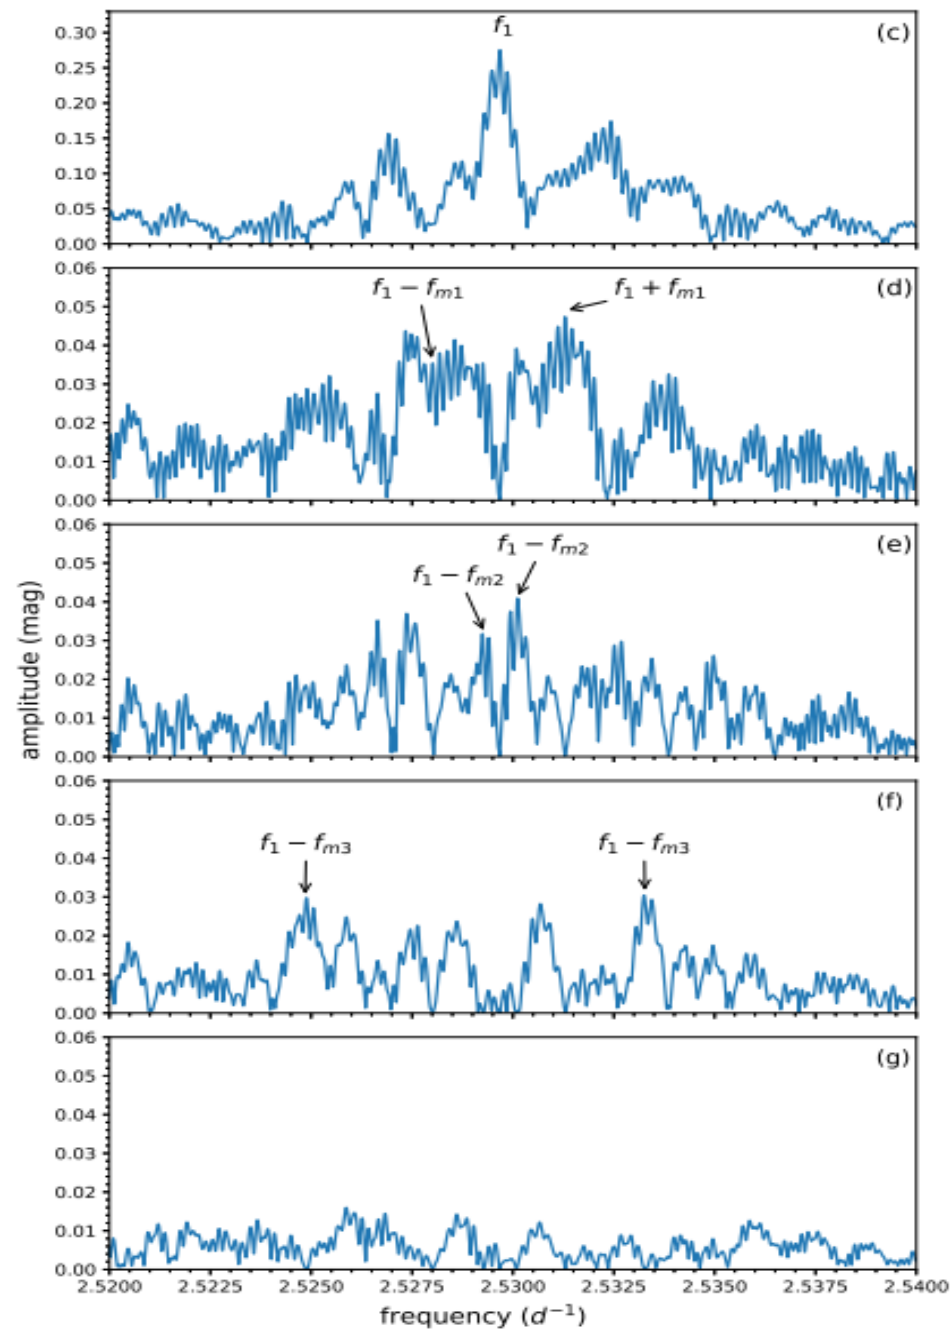 f₁
(c)
0.30
0.25
0.20
0.15
0.10
0.05
0.00
0.06
f₁ − fₘ₁
f₁ + fₘ₁
(d)
0.05
0.04
0.03
0.02
0.01
0.00
0.06
f₁ − fₘ₂
(e)
0.05
f₁ − fₘ₂
0.04
0.03
0.02
0.01
0.00
amplitude (mag)
0.06
(f)
0.05
f₁ − fₘ₃
f₁ − fₘ₃
0.04
0.03
0.02
0.01
0.00
0.06
(g)
0.05
0.04
0.03
0.02
0.01
0.00
2.5200 2.5225 2.5250 2.5275 2.5300 2.5325 2.5350 2.5375 2.5400
frequency (d⁻¹)